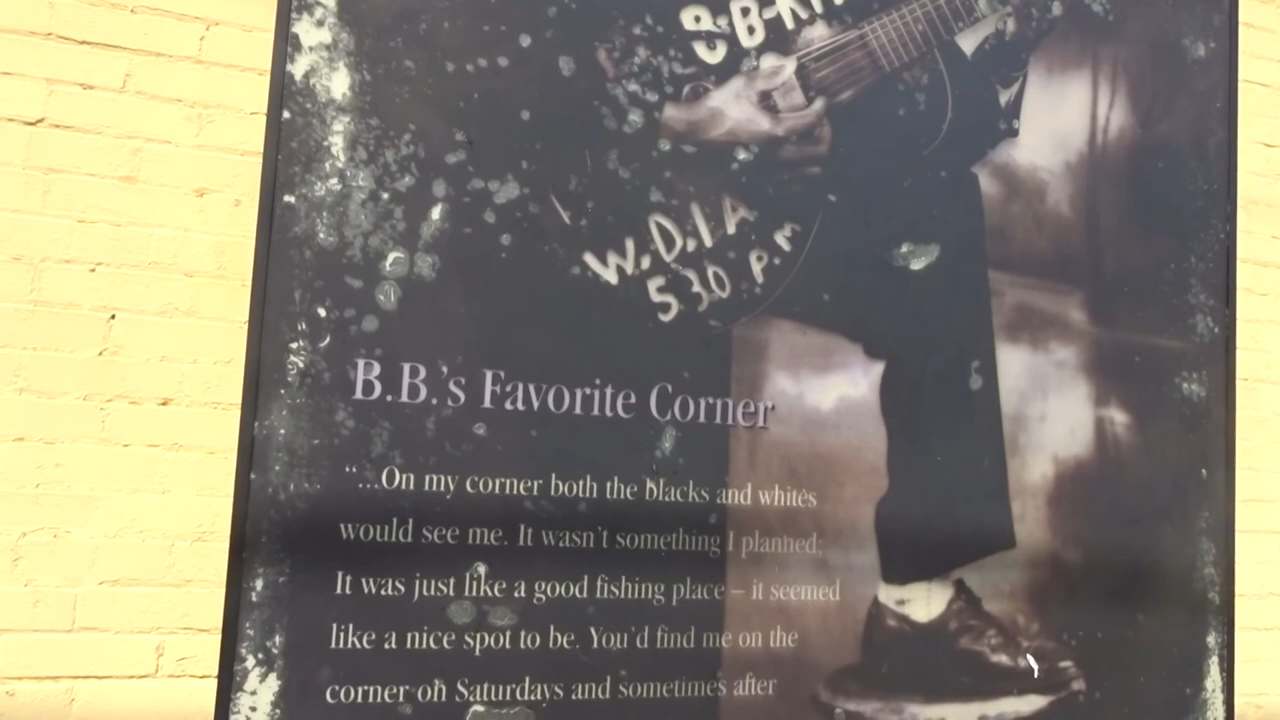 W.D.I.A
5.30 P.M
B.B.'s Favorite Corner
“...On my corner both the blacks and whites
would see me. It wasn't something I planned;
It was just like a good fishing place – it seemed
like a nice spot to be. You'd find me on the
corner on Saturdays and sometimes after